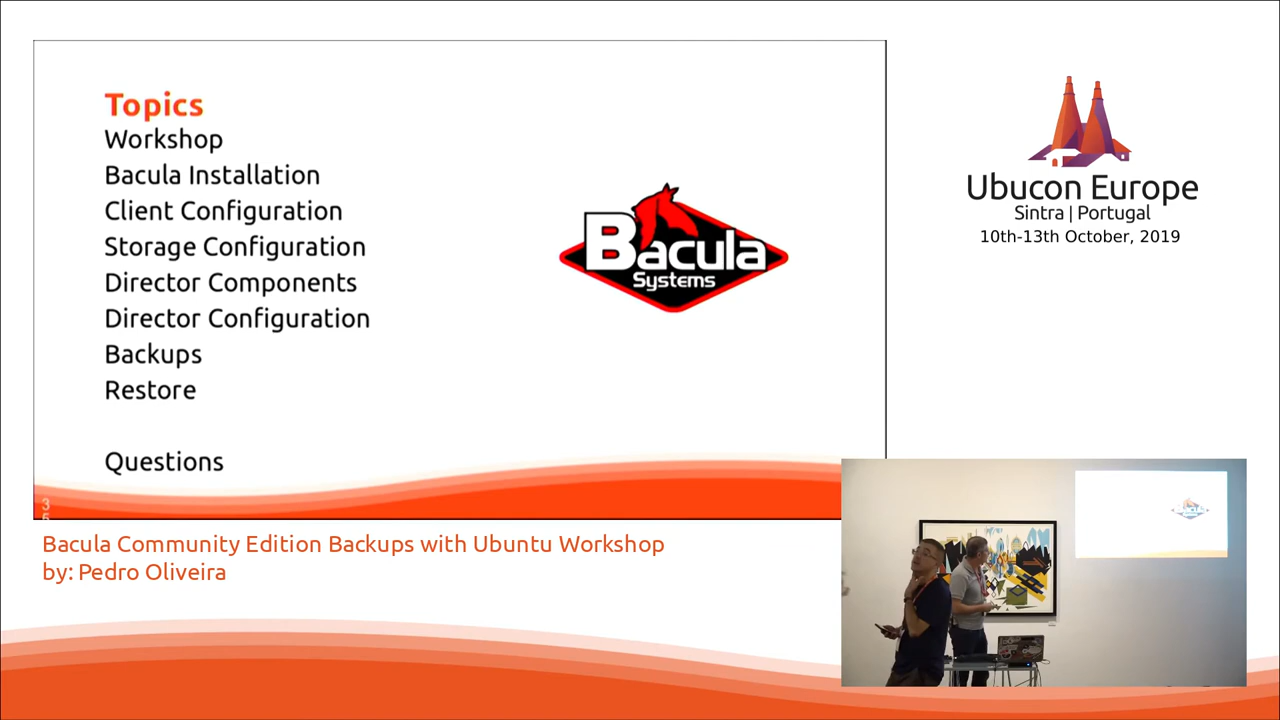 Topics
Workshop
Bacula Installation
Client Configuration
Storage Configuration
Director Components
Director Configuration
Backups
Restore
Questions
Bacula
Systems
Ubucon Europe
Sintra | Portugal
10th-13th October, 2019
Bacula Community Edition Backups with Ubuntu Workshop
by: Pedro Oliveira